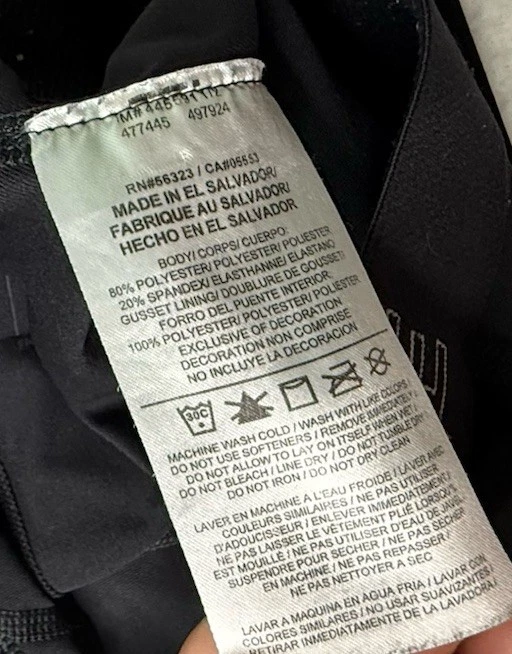 477445 497924
RN#56323 / CA#05553
MADE IN EL SALVADOR/
FABRIQUE AU SALVADOR/
HECHO EN EL SALVADOR
BODY/ CORPS/ CUERPO:
80% POLYESTER/ POLYESTER/ POLIESTER
20% SPANDEX/ ELASTHANNE/ ELASTANO
GUSSET LINING/ DOUBLURE DE GOUSSET/
FORRO DEL PUENTE INTERIOR:
100% POLYESTER/ POLYESTER/ POLIESTER
EXCLUSIVE OF DECORATION
DECORATION NON COMPRISE
NO INCLUYE LA DECORACION
30C
MACHINE WASH COLD / WASH WITH LIKE COLORS /
DO NOT USE SOFTENERS / REMOVE IMMEDIATELY /
DO NOT ALLOW TO LAY ON ITSELF WHEN WET /
DO NOT BLEACH / LINE DRY / DO NOT TUMBLE DRY /
DO NOT IRON / DO NOT DRY CLEAN
LAVER EN MACHINE A L'EAU FROIDE / LAVER AVEC
COULEURS SIMILAIRES / NE PAS UTILISER
D'ADOUCISSEUR / ENLEVER IMMEDIATEMENT /
NE PAS LAISSER LE VÊTEMENT PLIÉ LORSQU'IL
EST MOUILLÉ / NE PAS UTILISER D'EAU DE JAVEL
SUSPENDRE POUR SECHER / NE PAS SECHER
EN MACHINE / NE PAS REPASSER /
NE PAS NETTOYER A SEC
LAVAR A MAQUINA EN AGUA FRIA / LAVAR CON
COLORES SIMILARES / NO USAR SUAVIZANTES /
RETIRAR INMEDIATAMENTE DE LA LAVADORA /